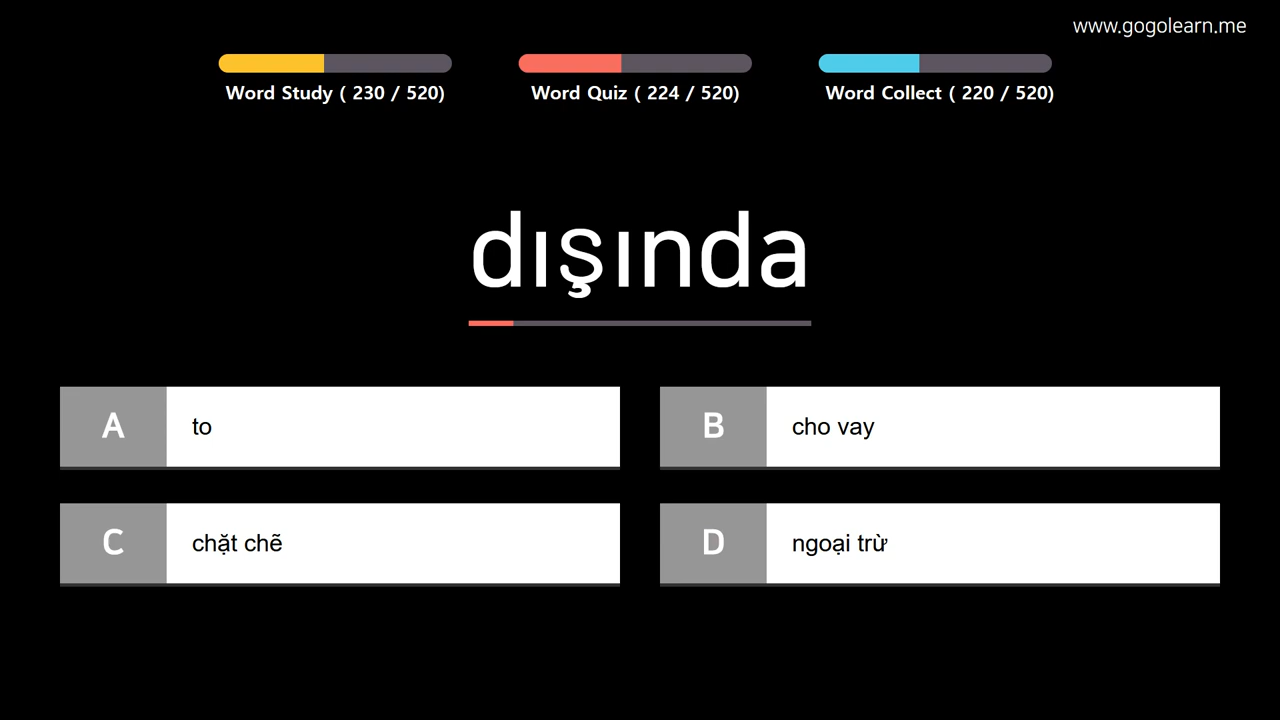 www.gogolearn.me
Word Study ( 230 / 520)
Word Quiz ( 224 / 520)
Word Collect ( 220 / 520)
dışında
A to
B cho vay
C chặt chẽ
D ngoại trừ